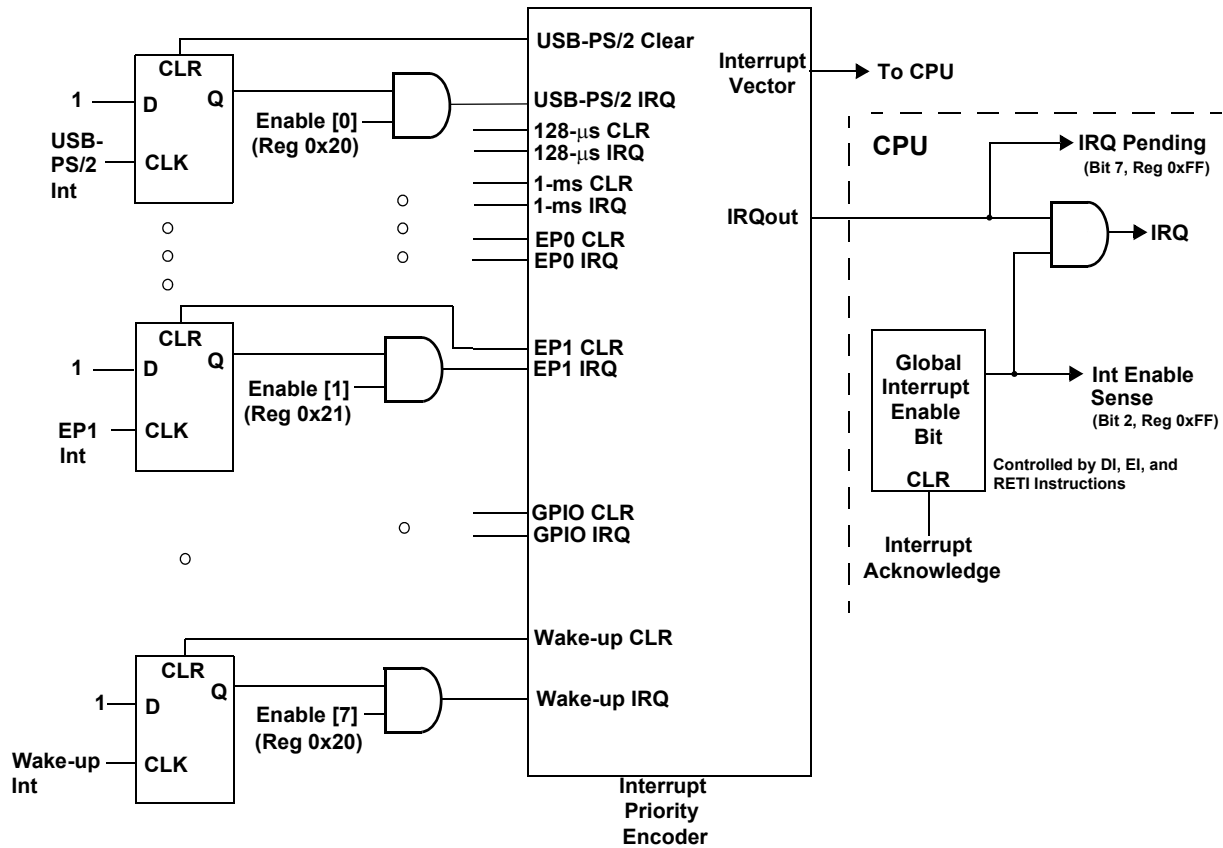 CLR
1
D
Q
USB-
PS/2
Int
CLK
Enable [0]
(Reg 0x20)
USB-PS/2 Clear
USB-PS/2 IRQ
128-μs CLR
128-μs IRQ
1-ms CLR
1-ms IRQ
EP0 CLR
EP0 IRQ
CLR
1
D
Q
EP1
Int
CLK
Enable [1]
(Reg 0x21)
EP1 CLR
EP1 IRQ
GPIO CLR
GPIO IRQ
CLR
1
D
Q
Wake-up
Int
CLK
Enable [7]
(Reg 0x20)
Wake-up CLR
Wake-up IRQ
Interrupt
Vector
To CPU
IRQout
Interrupt
Priority
Encoder
CPU
IRQ Pending
(Bit 7, Reg 0xFF)
IRQ
Global
Interrupt
Enable
Bit
CLR
Int Enable
Sense
(Bit 2, Reg 0xFF)
Controlled by DI, EI, and
RETI Instructions
Interrupt
Acknowledge